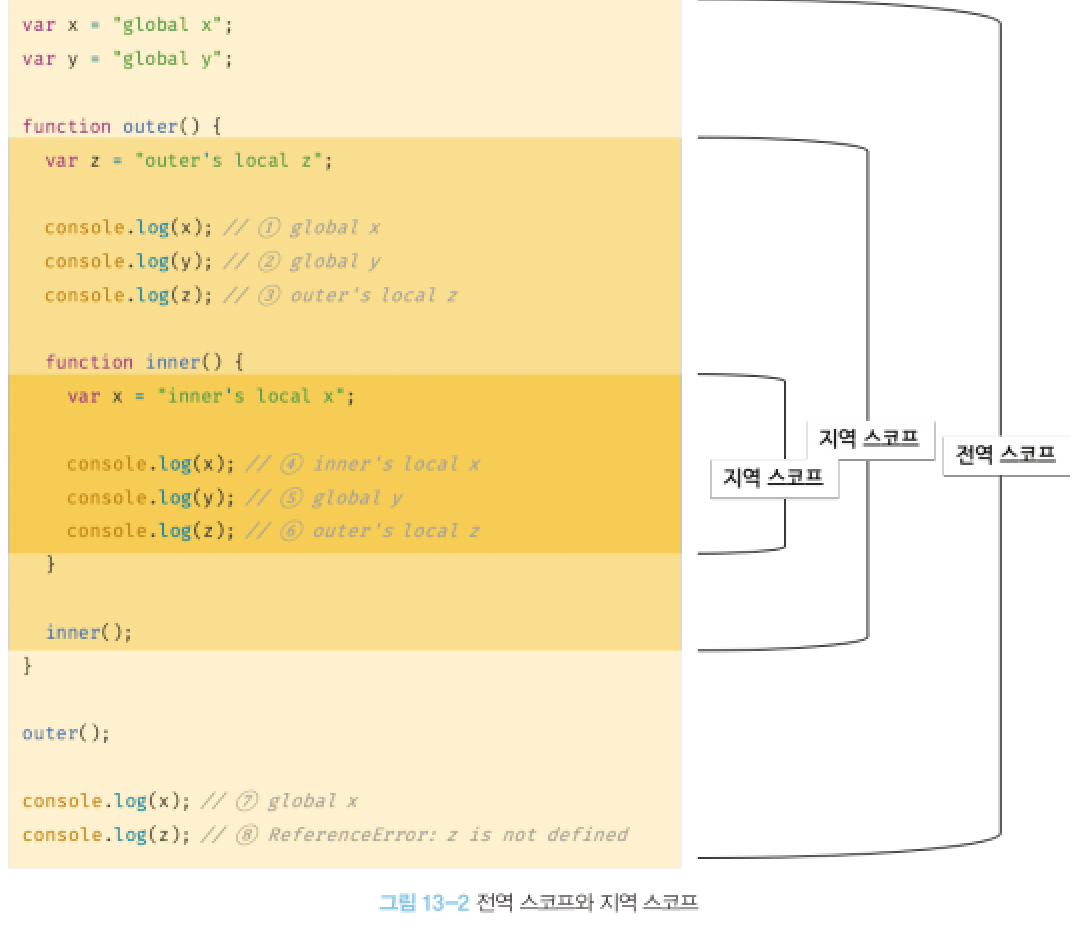 var x = "global x";
var y = "global y";
function outer() {
var z = "outer's local z";
console.log(x); // ① global x
console.log(y); // ② global y
console.log(z); // ③ outer's local z
function inner() {
var x = "inner's local x";
console.log(x); // ④ inner's local x
console.log(y); // ⑤ global y
console.log(z); // ⑥ outer's local z
}
inner();
}
outer();
console.log(x); // ⑦ global x
console.log(z); // ⑧ ReferenceError: z is not defined
지역 스코프
지역 스코프
전역 스코프
그림 13-2 전역 스코프와 지역 스코프